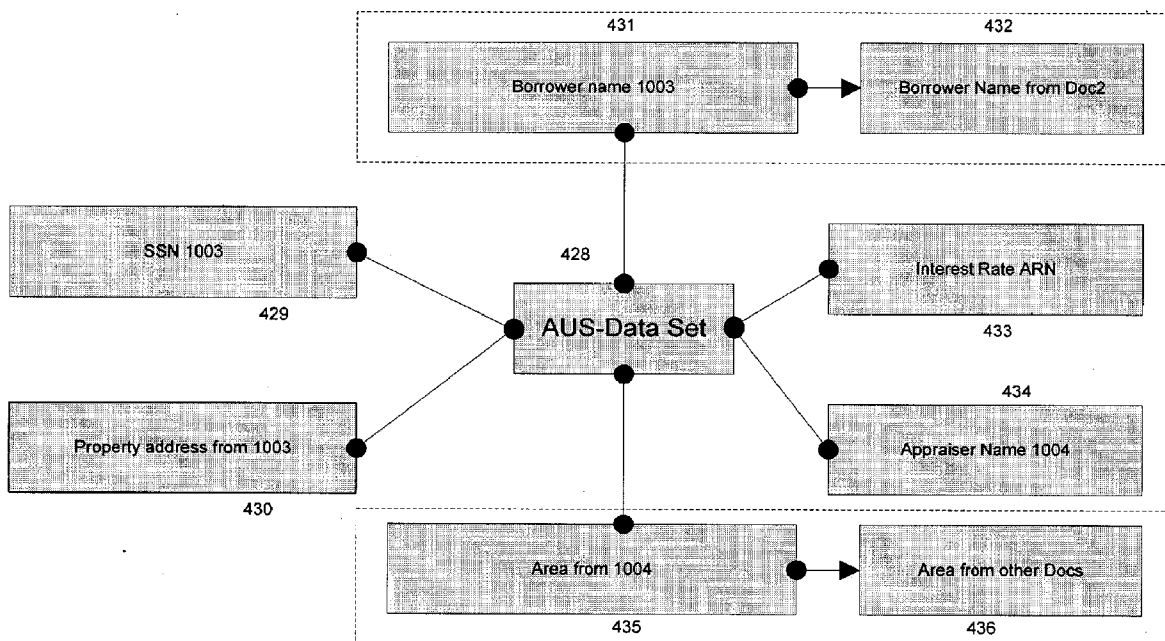 431
432
Borrower name 1003
Borrower Name from Doc2
SSN 1003
429
428
AUS-Data Set
Interest Rate ARN
433
Property address from 1003
430
434
Appraiser Name 1004
Area from 1004
435
Area from other Docs
436